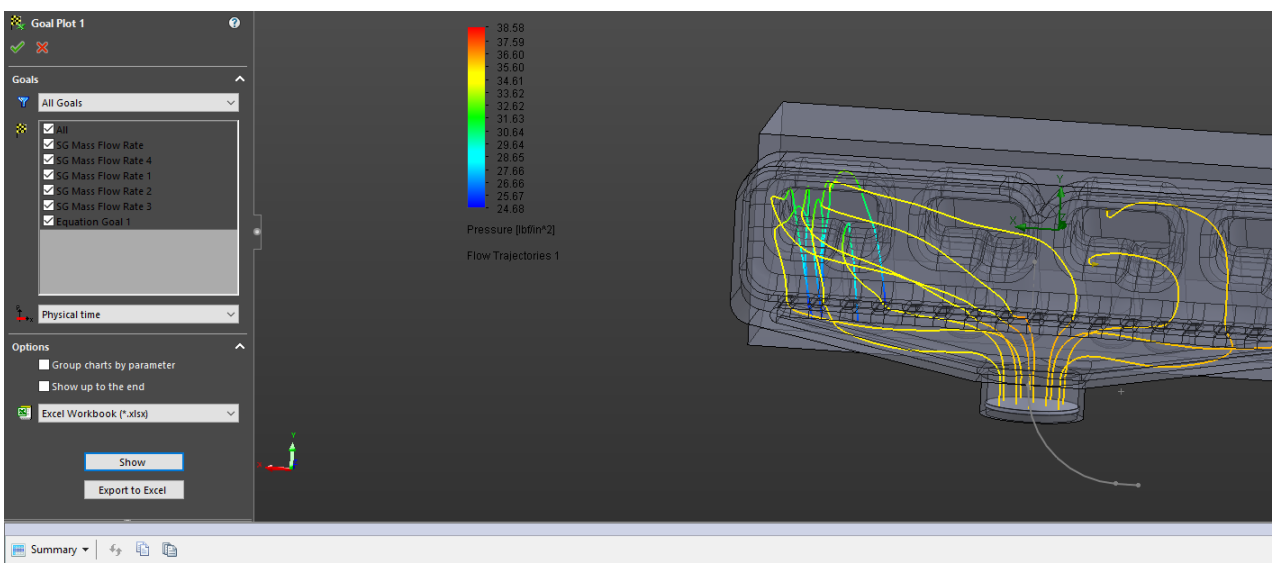 Goal Plot 1
?
Goals
All Goals
All
SG Mass Flow Rate
SG Mass Flow Rate 4
SG Mass Flow Rate 1
SG Mass Flow Rate 2
SG Mass Flow Rate 3
Equation Goal 1
Physical time
Options
Group charts by parameter
Show up to the end
Excel Workbook (*.xlsx)
Show
Export to Excel
38.58
37.59
36.60
35.60
34.61
33.62
32.62
31.63
30.64
29.64
28.65
27.66
26.66
25.67
24.68
Pressure [lbf/in^2]
Flow Trajectories 1
Y
X
Y
X
Summary